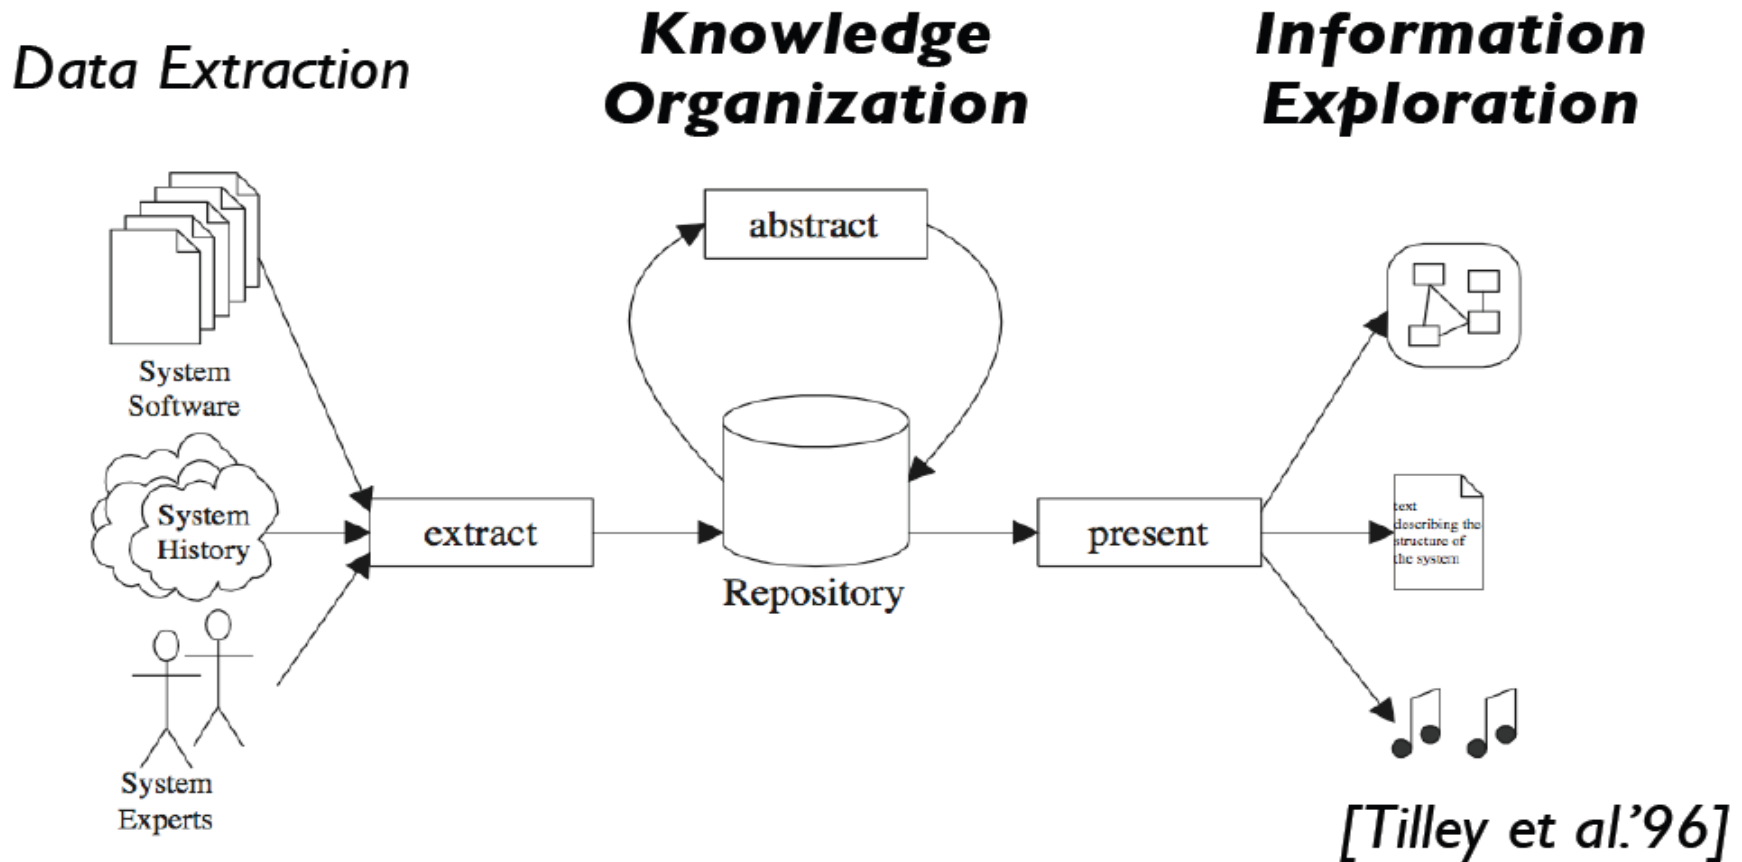 Data Extraction
Knowledge
Organization
Information
Exploration
abstract
System
Software
System
History
extract
Repository
present
text
describing the
structure of
the system
System
Experts
[Tilley et al.'96]